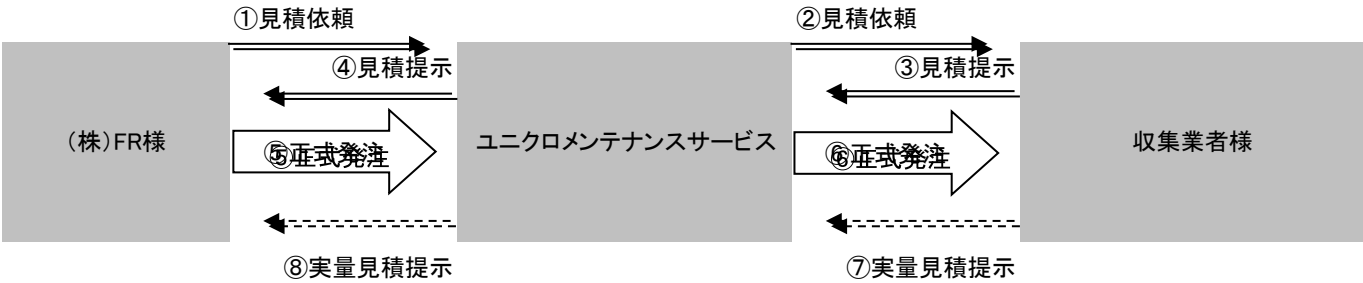 ①見積依頼
②見積依頼
④見積提示
③見積提示
(株)FR様
⑤正式発注
ユニクロメンテナンスサービス
⑥正式発注
収集業者様
⑧実量見積提示
⑦実量見積提示